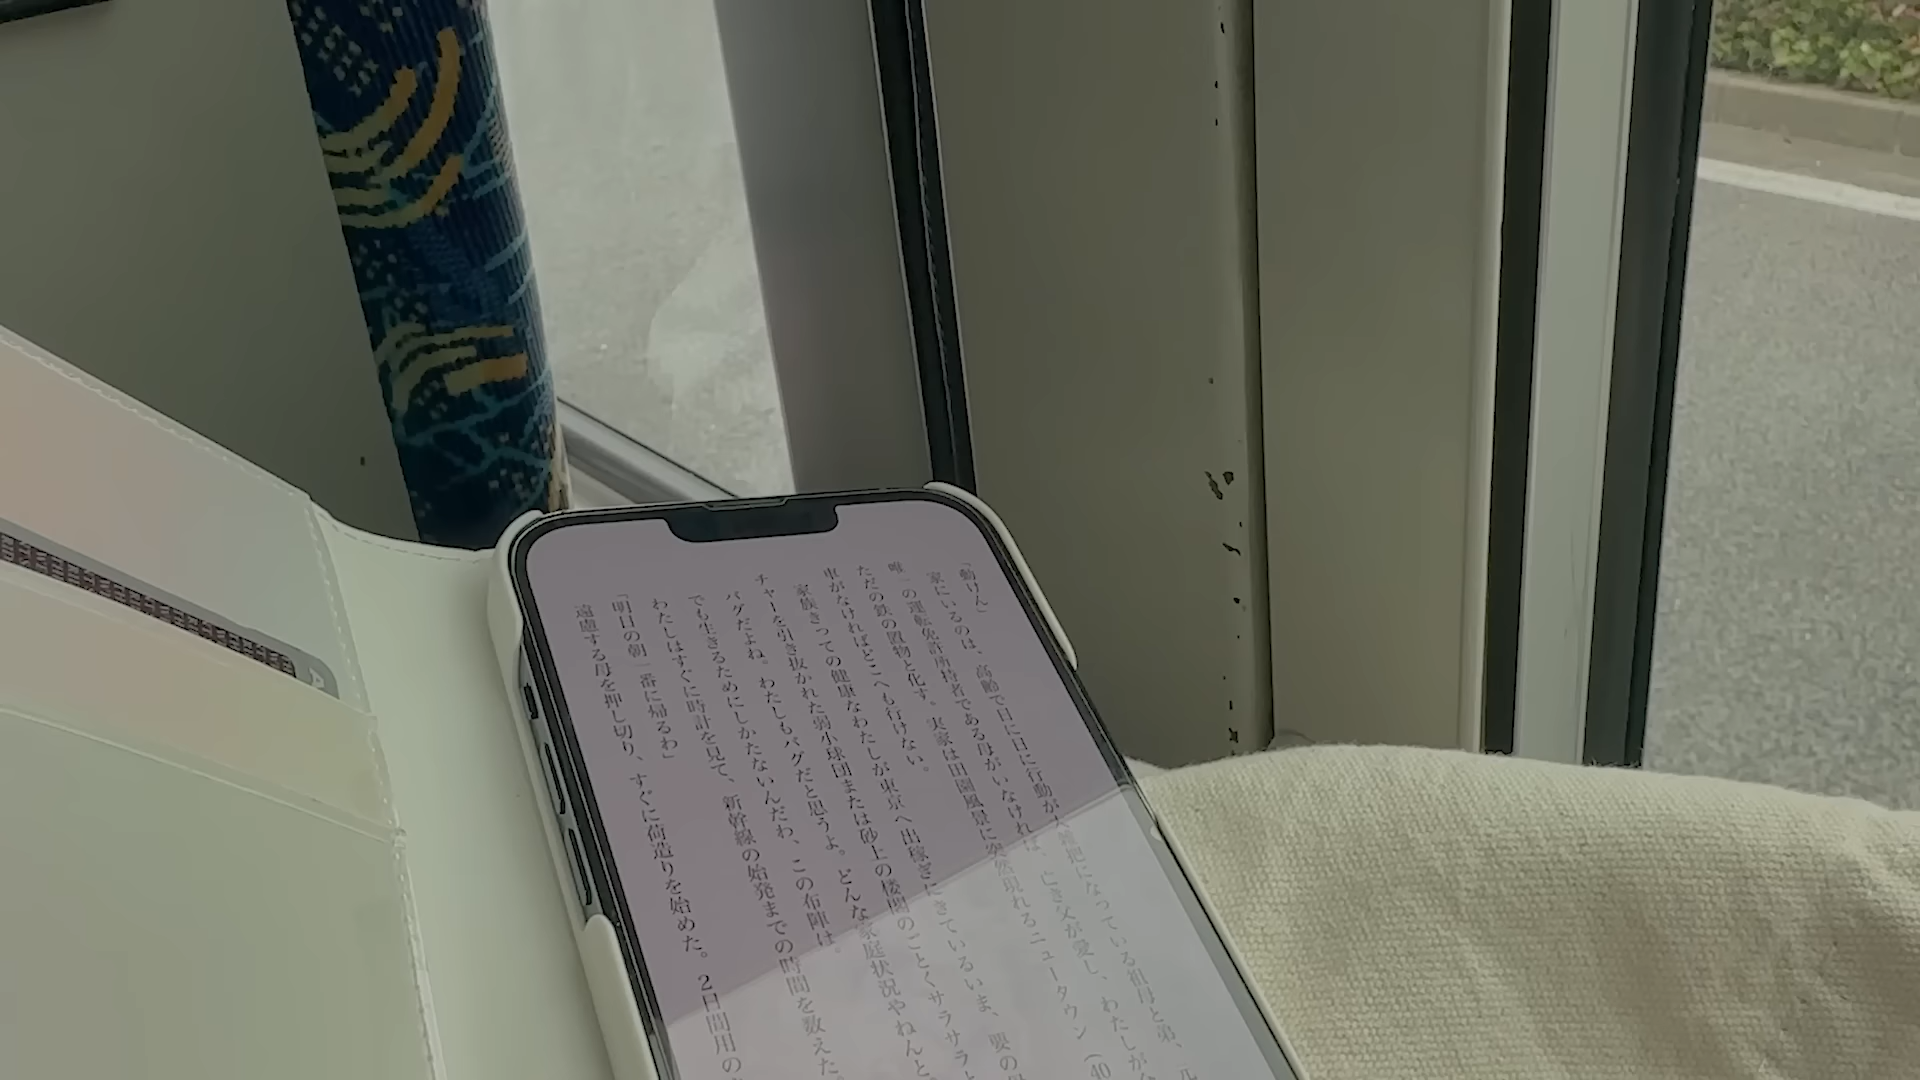 「動けん」
家にいるのは、高齢で日に日に行動が大雑把になっている祖母と弟、
唯一の運転免許所持者である母がいなければ、亡き父が愛し、わたしが
ただの鉄の置物と化す。実家は田園風景に突然現れるニュータウン（40
車がなければどこへも行けない。
家族きっての健康なわたしが東京へ出稼ぎにきているいま、要の
チャーを引き抜かれた弱小球団または砂上の楼閣のごとくサラサラと
バグだよね。わたしもバグだと思うよ。どんな家庭状況やねんと。
でも生きるためにしかたないんだわ、この布陣は。
わたしはすぐに時計を見て、新幹線の始発までの時間を数えた。
「明日の朝一番に帰るわ」
遠慮する母を押し切り、すぐに荷造りを始めた。2日間用の